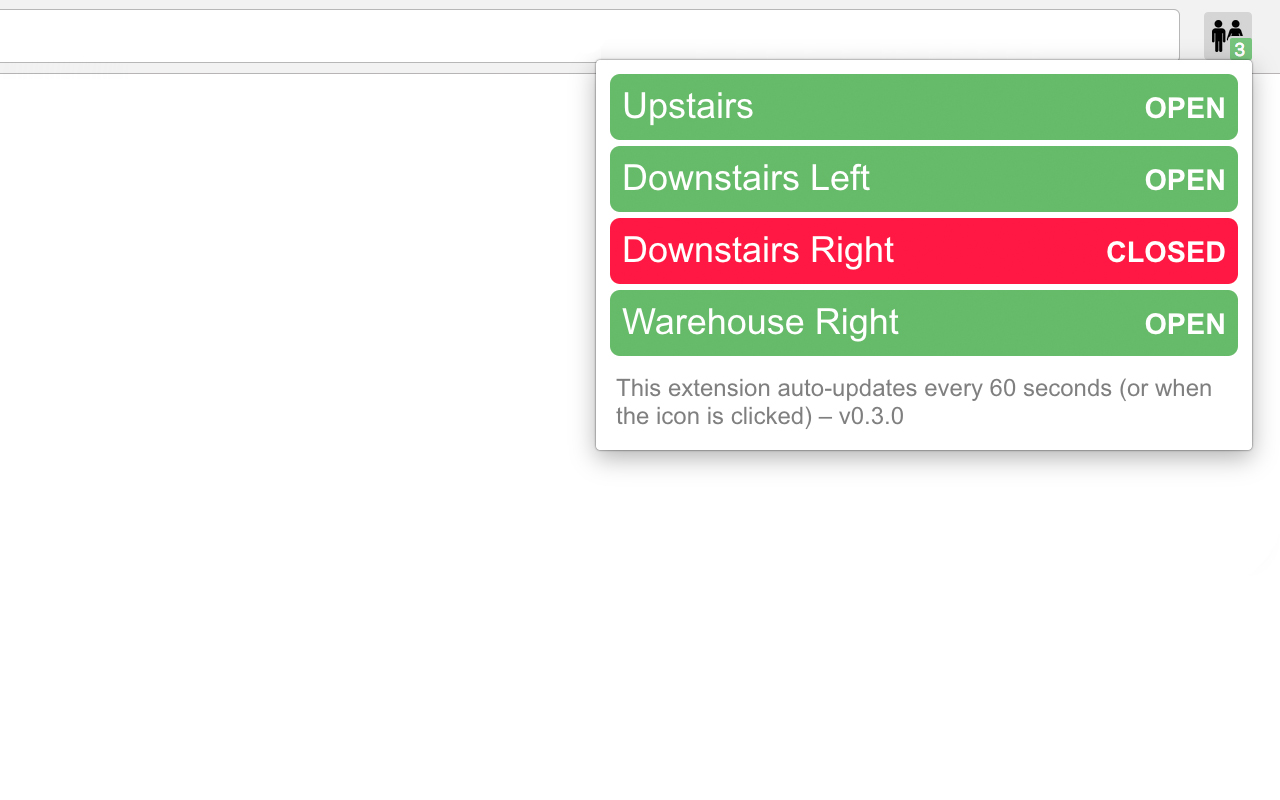 3
Upstairs OPEN
Downstairs Left OPEN
Downstairs Right CLOSED
Warehouse Right OPEN
This extension auto-updates every 60 seconds (or when
the icon is clicked) – v0.3.0